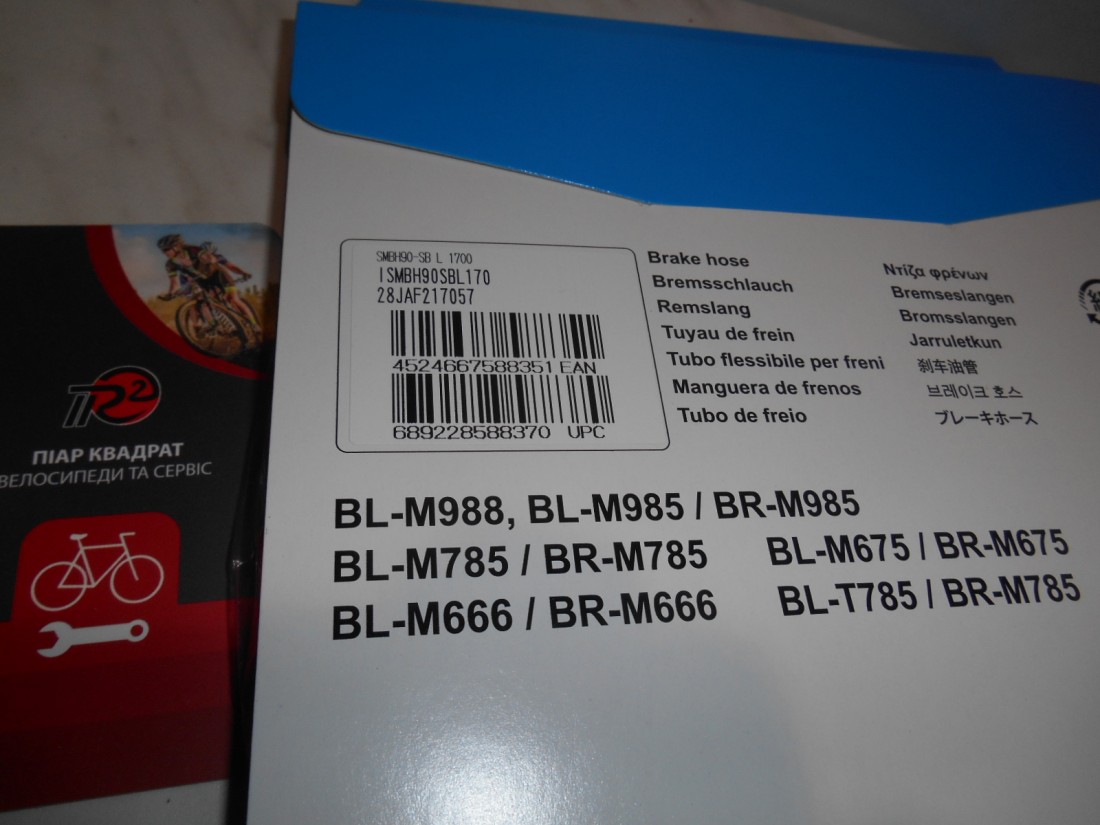 SMBH90-SB L 1700
ISMBH90SBL170
28JAF217057
4524667588351 EAN
689228588370 UPC
Brake hose
Bremsschlauch
Remslang
Tuyau de frein
Tubo flessibile per freni
Manguera de frenos
Tubo de freio
Ντίζα φρένων
Bremseslangen
Bromsslangen
Jarruletkun
刹车油管
브레이크 호스
ブレーキホース
BL-M988, BL-M985 / BR-M985
BL-M785 / BR-M785 BL-M675 / BR-M675
BL-M666 / BR-M666 BL-T785 / BR-M785
R2
ПІАР КВАДРАТ
ВЕЛОСИПЕДИ ТА СЕРВІС